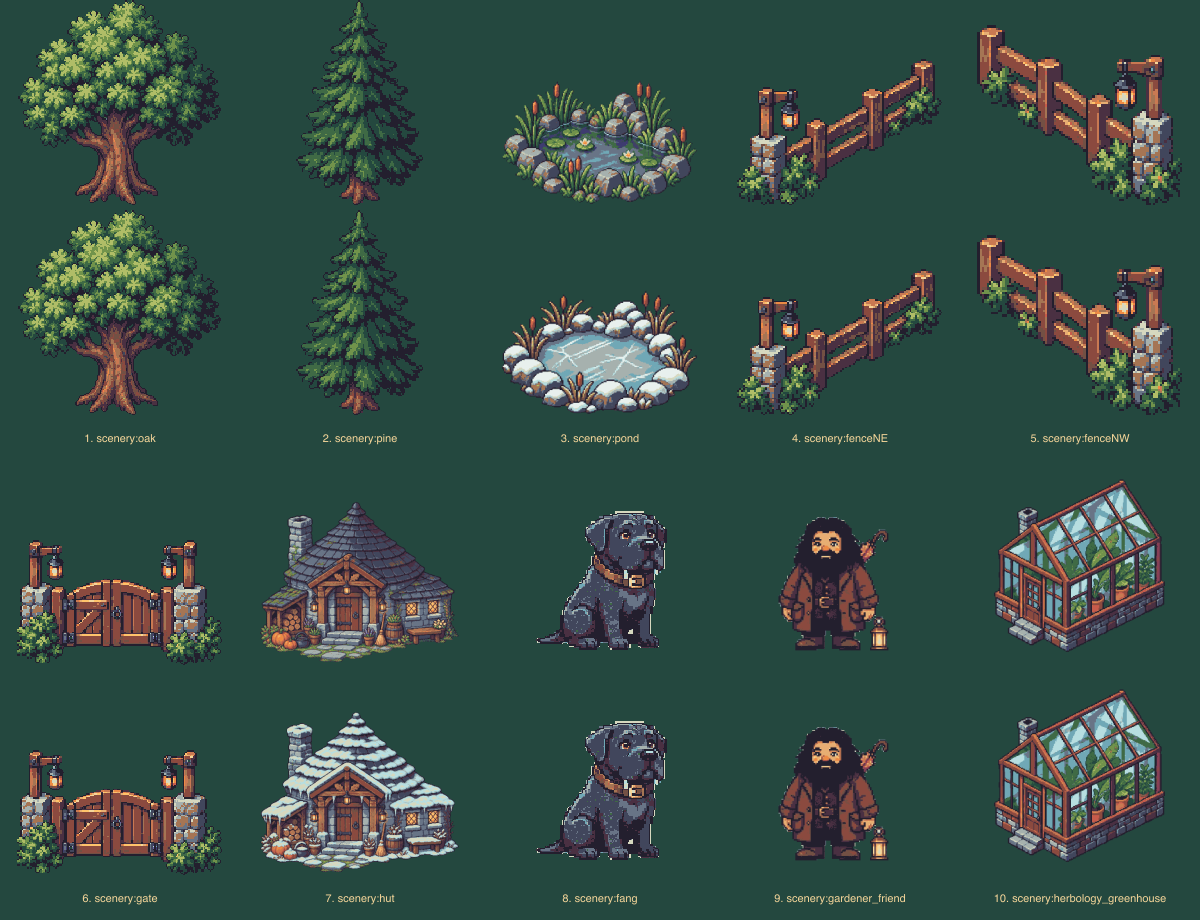 1. scenery:oak
2. scenery:pine
3. scenery:pond
4. scenery:fenceNE
5. scenery:fenceNW
6. scenery:gate
7. scenery:hut
8. scenery:fang
9. scenery:gardener_friend
10. scenery:herbology_greenhouse